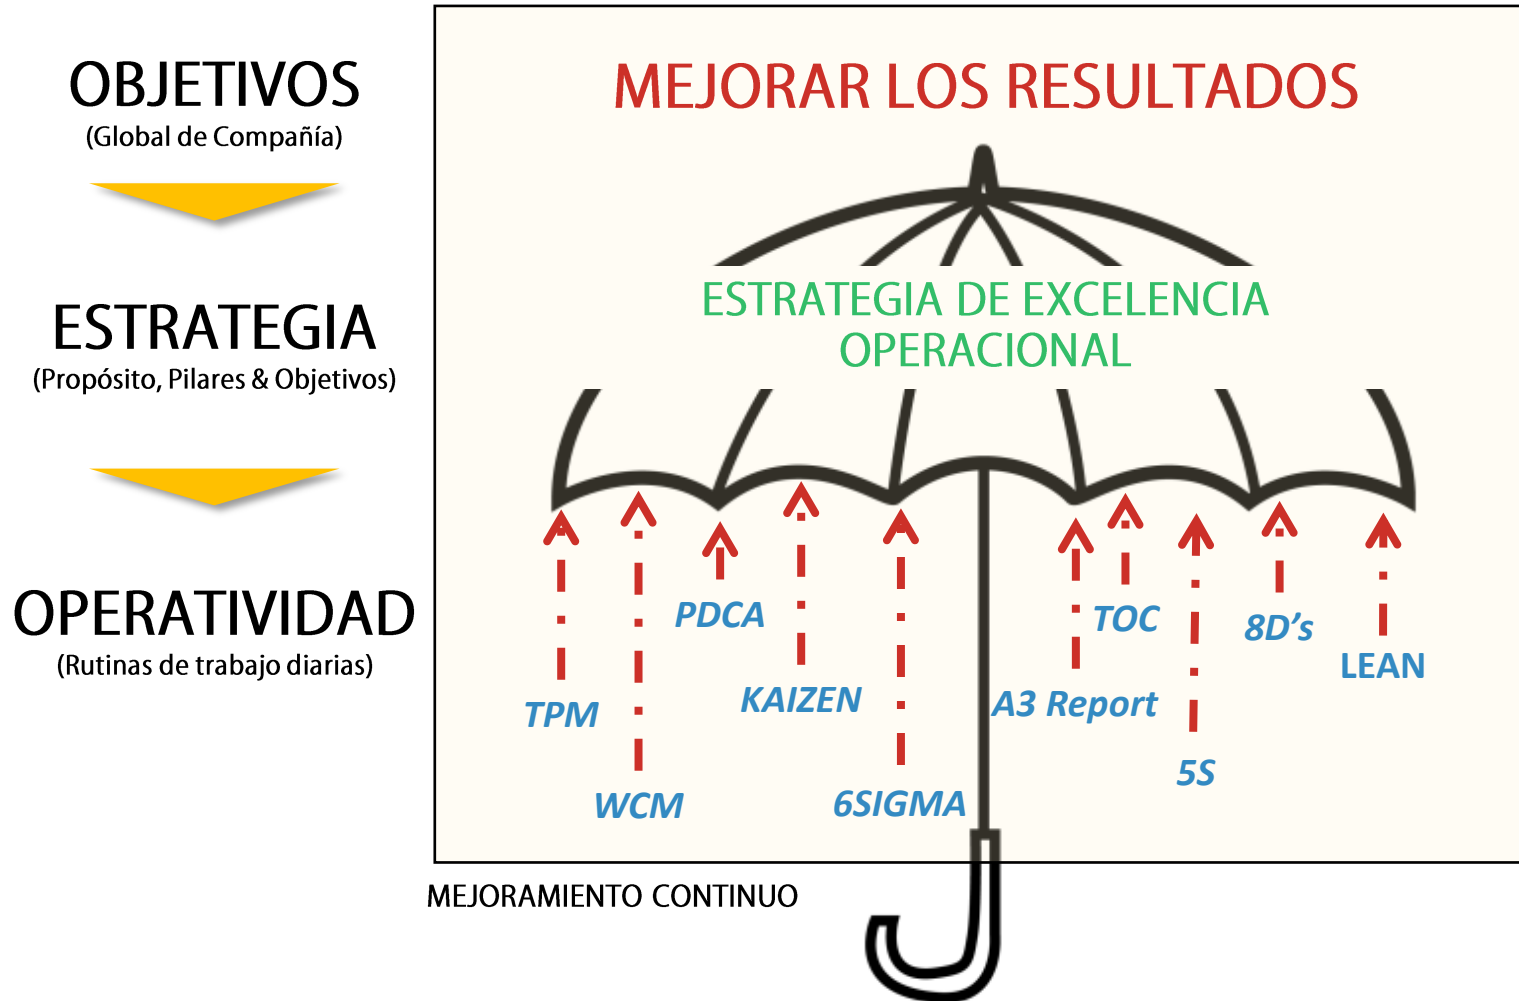 OBJETIVOS
(Global de Compañía)
ESTRATEGIA
(Propósito, Pilares & Objetivos)
OPERATIVIDAD
(Rutinas de trabajo diarias)
MEJORAR LOS RESULTADOS
ESTRATEGIA DE EXCELENCIA
OPERACIONAL
TPM
WCM
PDCA
KAIZEN
6SIGMA
A3 Report
TOC
5S
8D’s
LEAN
MEJORAMIENTO CONTINUO